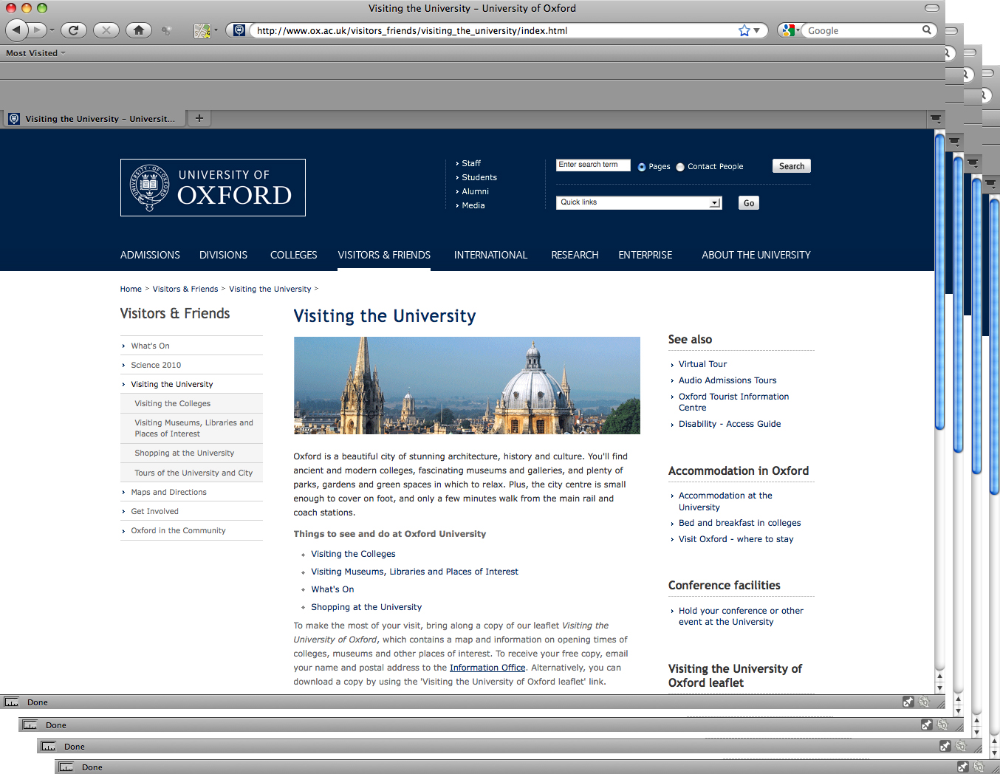 Visiting the University – University of Oxford
http://www.ox.ac.uk/visitors_friends/visiting_the_university/index.html
Google
Most Visited
Visiting the University – Universit...
UNIVERSITY OF
OXFORD
Staff
Students
Alumni
Media
Enter search term
Pages
Contact People
Search
Quick links
Go
ADMISSIONS DIVISIONS COLLEGES VISITORS & FRIENDS INTERNATIONAL RESEARCH ENTERPRISE ABOUT THE UNIVERSITY
Home > Visitors & Friends > Visiting the University >
Visitors & Friends
What's On
Science 2010
Visiting the University
Visiting the Colleges
Visiting Museums, Libraries and
Places of Interest
Shopping at the University
Tours of the University and City
Maps and Directions
Get Involved
Oxford in the Community
Visiting the University
Oxford is a beautiful city of stunning architecture, history and culture. You'll find
ancient and modern colleges, fascinating museums and galleries, and plenty of
parks, gardens and green spaces in which to relax. Plus, the city centre is small
enough to cover on foot, and only a few minutes walk from the main rail and
coach stations.
Things to see and do at Oxford University
Visiting the Colleges
Visiting Museums, Libraries and Places of Interest
What's On
Shopping at the University
To make the most of your visit, bring along a copy of our leaflet Visiting the
University of Oxford, which contains a map and information on opening times of
colleges, museums and other places of interest. To receive your free copy, email
your name and postal address to the Information Office. Alternatively, you can
download a copy by using the 'Visiting the University of Oxford leaflet' link.
See also
Virtual Tour
Audio Admissions Tours
Oxford Tourist Information
Centre
Disability - Access Guide
Accommodation in Oxford
Accommodation at the
University
Bed and breakfast in colleges
Visit Oxford - where to stay
Conference facilities
Hold your conference or other
event at the University
Visiting the University of
Oxford leaflet
Done
Done
Done
Done